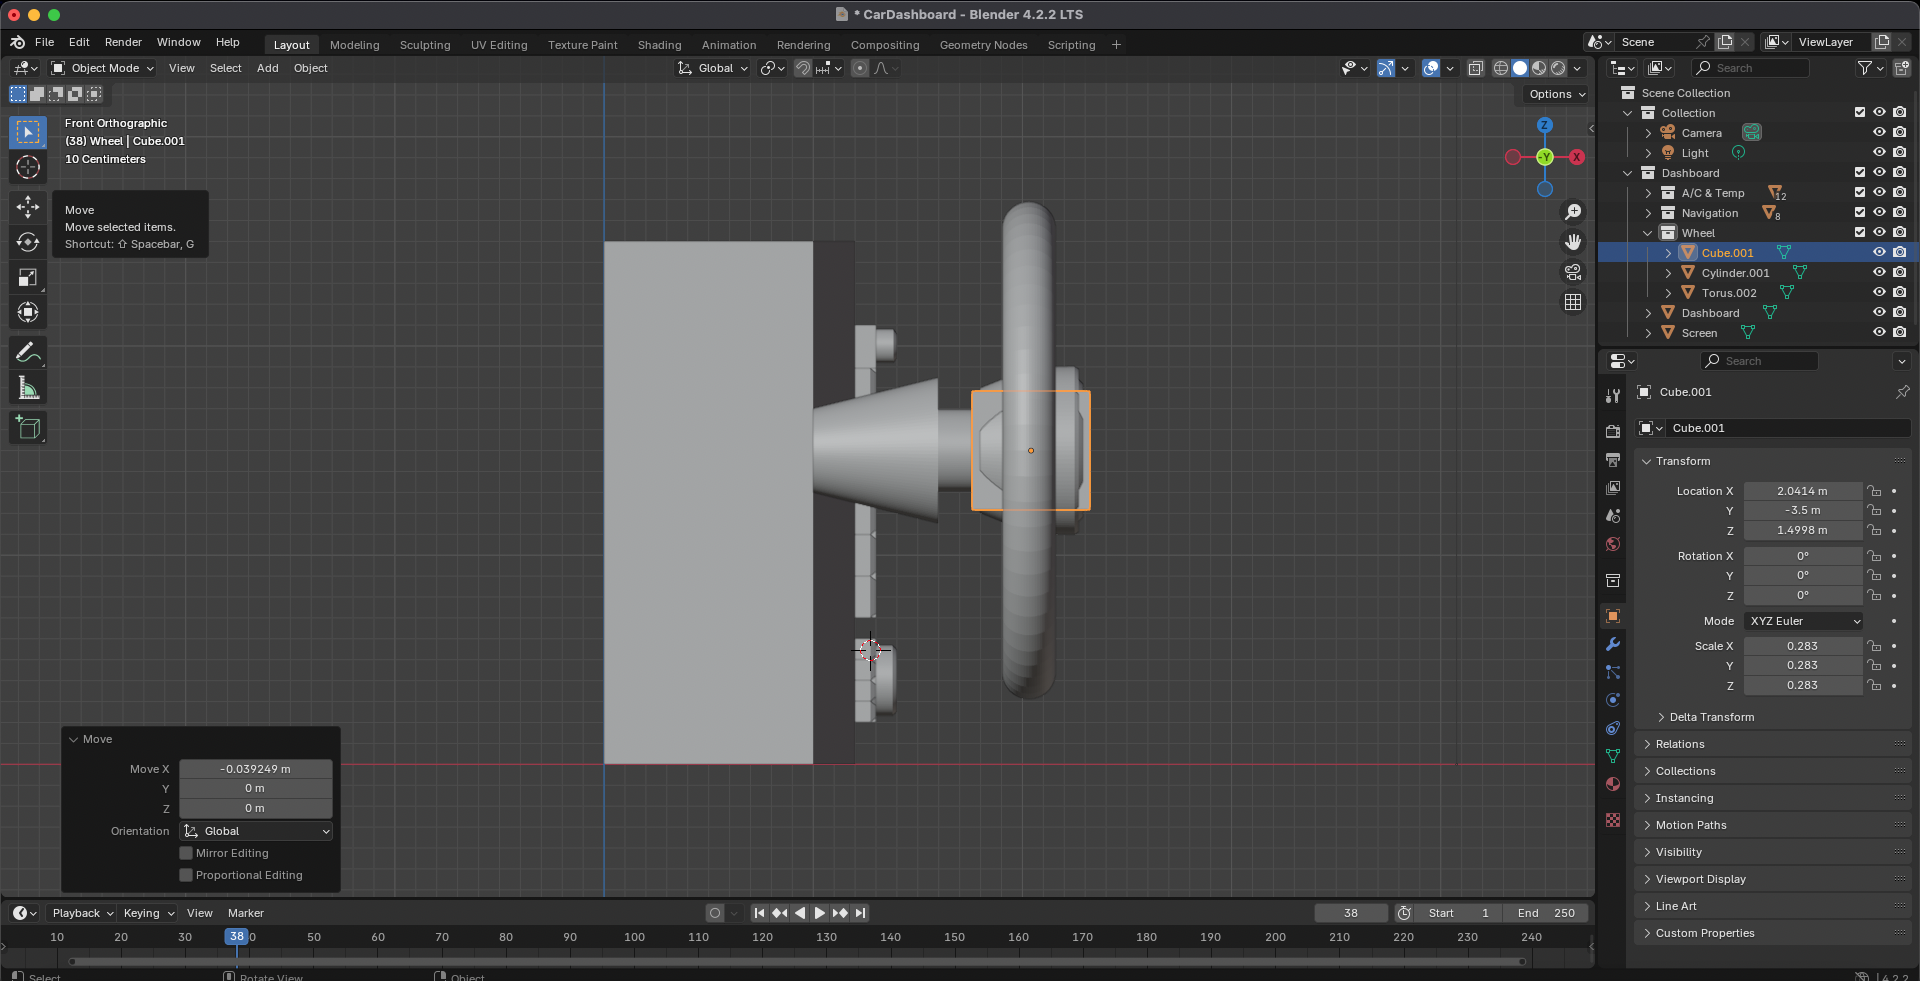 * CarDashboard - Blender 4.2.2 LTS
File Edit Render Window Help Layout Modeling Sculpting UV Editing Texture Paint Shading Animation Rendering Compositing Geometry Nodes Scripting + Scene ViewLayer
Object Mode View Select Add Object Global Search
Options
Front Orthographic
(38) Wheel | Cube.001
10 Centimeters
Move
Move selected items.
Shortcut: ⇧ Spacebar, G
Z
-Y X
Scene Collection
Collection
Camera
Light
Dashboard
A/C & Temp 12
Navigation 8
Wheel
Cube.001
Cylinder.001
Torus.002
Dashboard
Screen
Search
Cube.001
Cube.001
Transform
Location X 2.0414 m
Y -3.5 m
Z 1.4998 m
Rotation X 0°
Y 0°
Z 0°
Mode XYZ Euler
Scale X 0.283
Y 0.283
Z 0.283
Delta Transform
Relations
Collections
Instancing
Motion Paths
Visibility
Viewport Display
Line Art
Custom Properties
Move
Move X -0.039249 m
Y 0 m
Z 0 m
Orientation Global
Mirror Editing
Proportional Editing
Playback Keying View Marker 38 Start 1 End 250
10 20 30 38 50 60 70 80 90 100 110 120 130 140 150 160 170 180 190 200 210 220 230 240
Select Rotate View Object 4.2.2